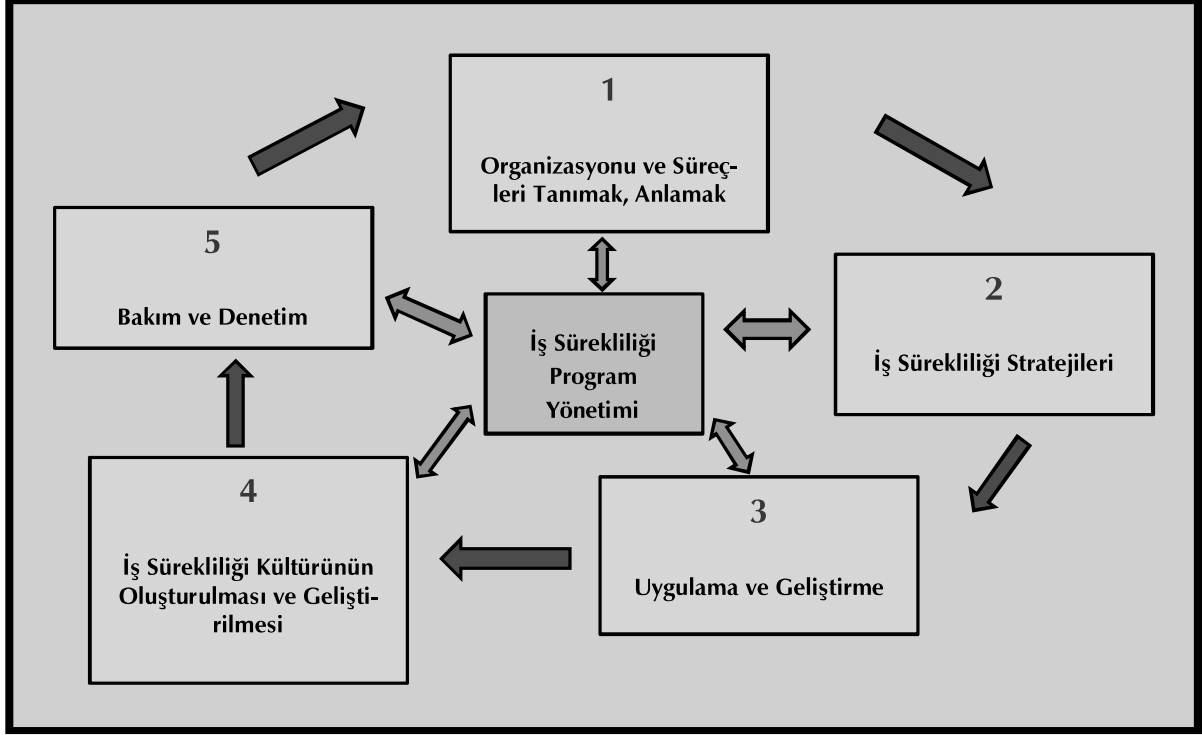 1
Organizasyonu ve Süreç-
leri Tanımak, Anlamak
2
İş Sürekliliği Stratejileri
3
Uygulama ve Geliştirme
4
İş Sürekliliği Kültürünün
Oluşturulması ve Gelişti-
rilmesi
5
Bakım ve Denetim
İş Sürekliliği
Program
Yönetimi